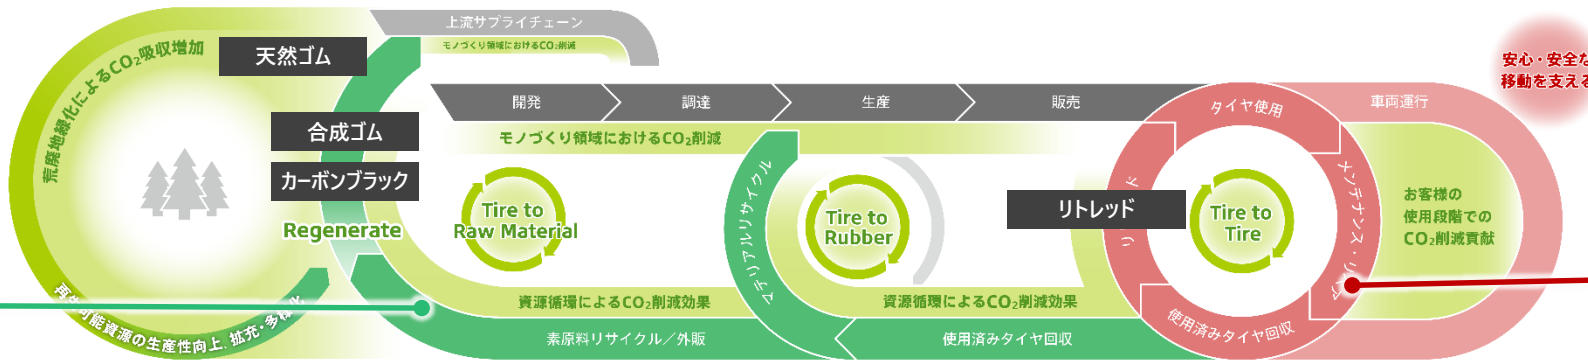 上流サプライチェーン
モノづくり領域におけるCO₂削減
荒廃地緑化によるCO₂吸収増加
天然ゴム
合成ゴム
カーボンブラック
Regenerate
再生可能資源の生産性向上、拡充・多様化
開発
調達
生産
販売
モノづくり領域におけるCO₂削減
Tire to
Raw Material
マテリアルリサイクル
Tire to
Rubber
リトレッド
タイヤ使用
メンテナンス・リペア
使用済みタイヤ回収
Tire to
Tire
車両運行
お客様の
使用段階での
CO₂削減貢献
安心・安全な
移動を支える
資源循環によるCO₂削減効果
資源循環によるCO₂削減効果
素原料リサイクル／外販
使用済みタイヤ回収